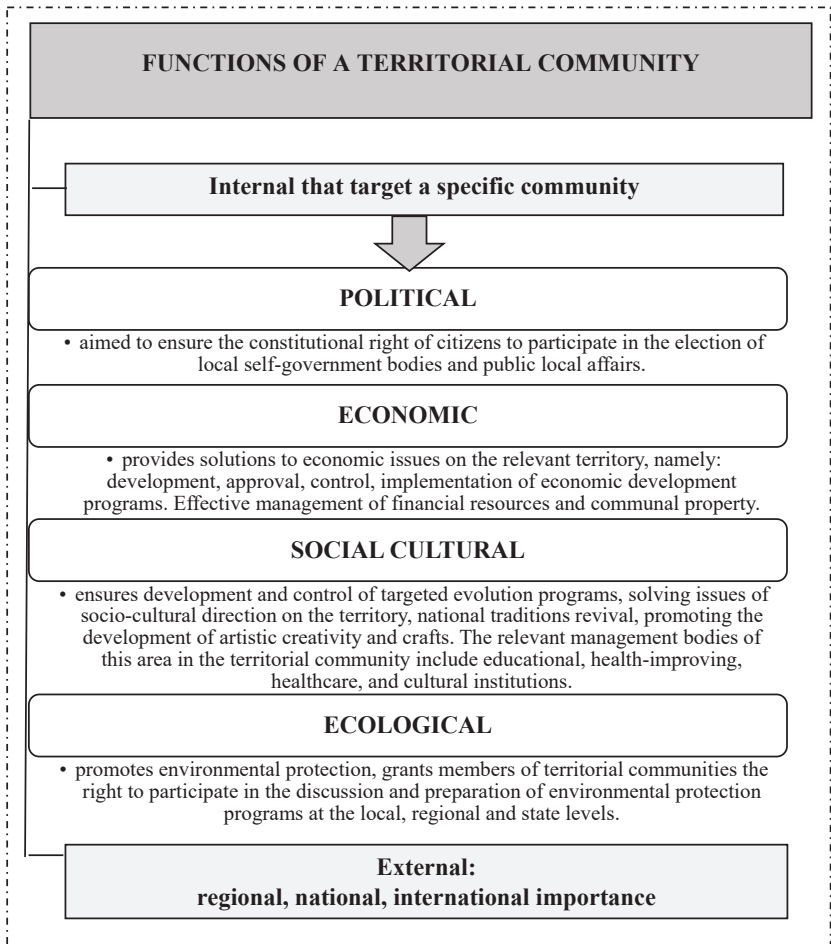 FUNCTIONS OF A TERRITORIAL COMMUNITY
Internal that target a specific community
POLITICAL
• aimed to ensure the constitutional right of citizens to participate in the election of
local self-government bodies and public local affairs.
ECONOMIC
• provides solutions to economic issues on the relevant territory, namely:
development, approval, control, implementation of economic development
programs. Effective management of financial resources and communal property.
SOCIAL CULTURAL
• ensures development and control of targeted evolution programs, solving issues of
socio-cultural direction on the territory, national traditions revival, promoting the
development of artistic creativity and crafts. The relevant management bodies of
this area in the territorial community include educational, health-improving,
healthcare, and cultural institutions.
ECOLOGICAL
• promotes environmental protection, grants members of territorial communities the
right to participate in the discussion and preparation of environmental protection
programs at the local, regional and state levels.
External:
regional, national, international importance